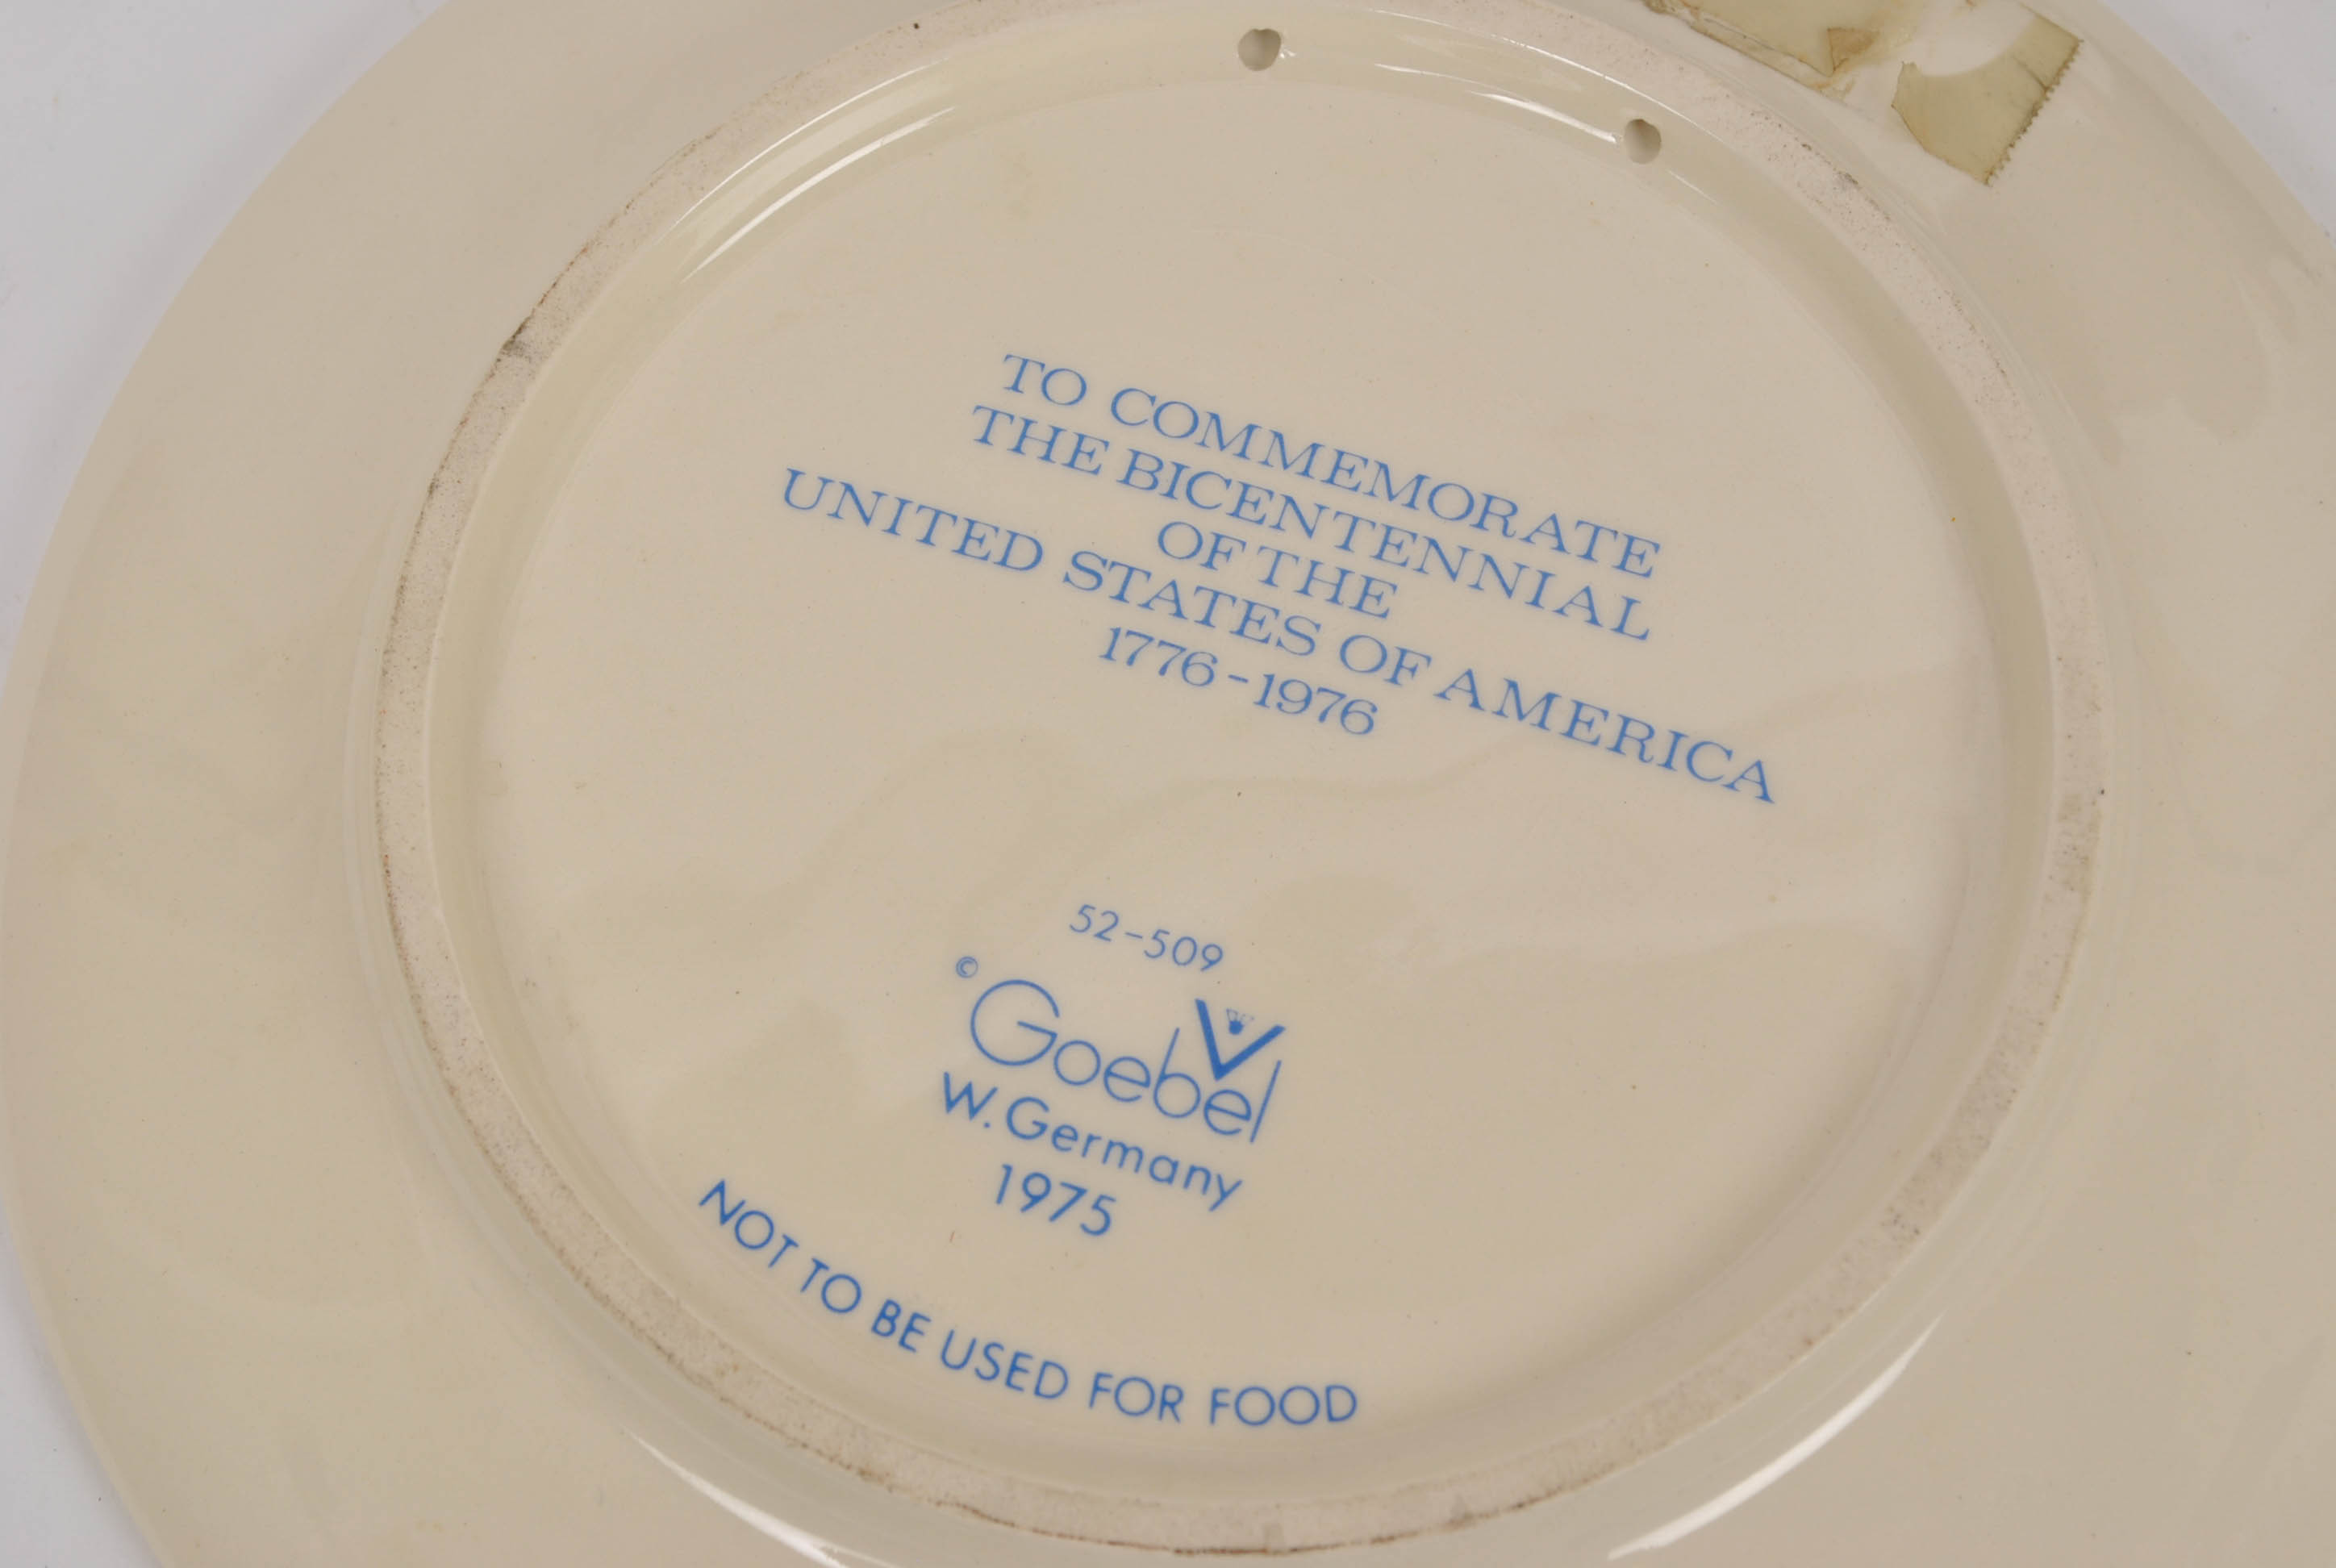 TO COMMEMORATE
THE BICENTENNIAL
OF THE
UNITED STATES OF AMERICA
1776-1976
52-509
© Goebel
W. Germany
1975
NOT TO BE USED FOR FOOD